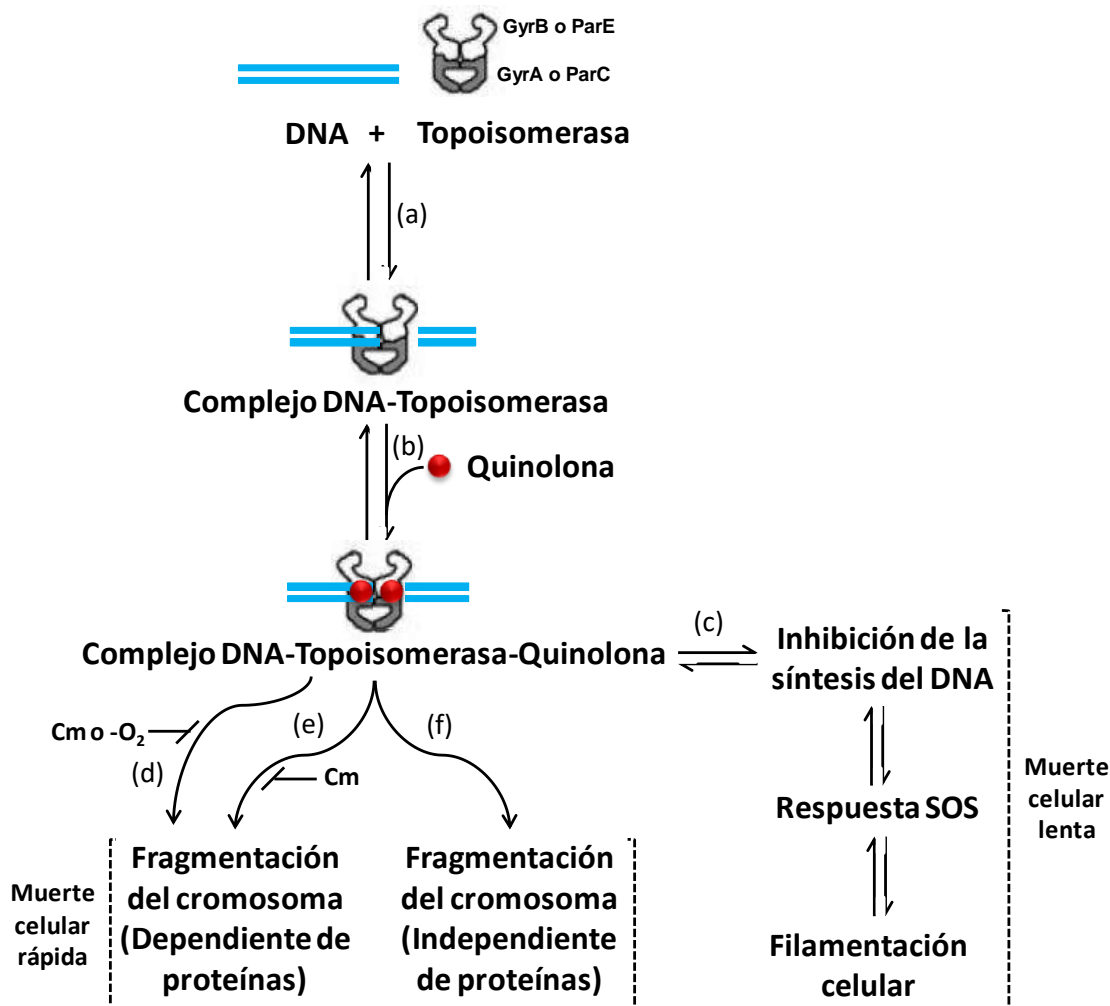 GyrB o ParE
GyrA o ParC
DNA + Topoisomerasa
(a)
Complejo DNA-Topoisomerasa
(b)
Quinolona
Complejo DNA-Topoisomerasa-Quinolona
(c)
Inhibición de la
síntesis del DNA
Cm o -O₂
(d)
(e)
(f)
Cm
Respuesta SOS
Muerte
celular
lenta
Muerte
celular
rápida
Fragmentación
del cromosoma
(Dependiente de
proteínas)
Fragmentación
del cromosoma
(Independiente
de proteínas)
Filamentación
celular